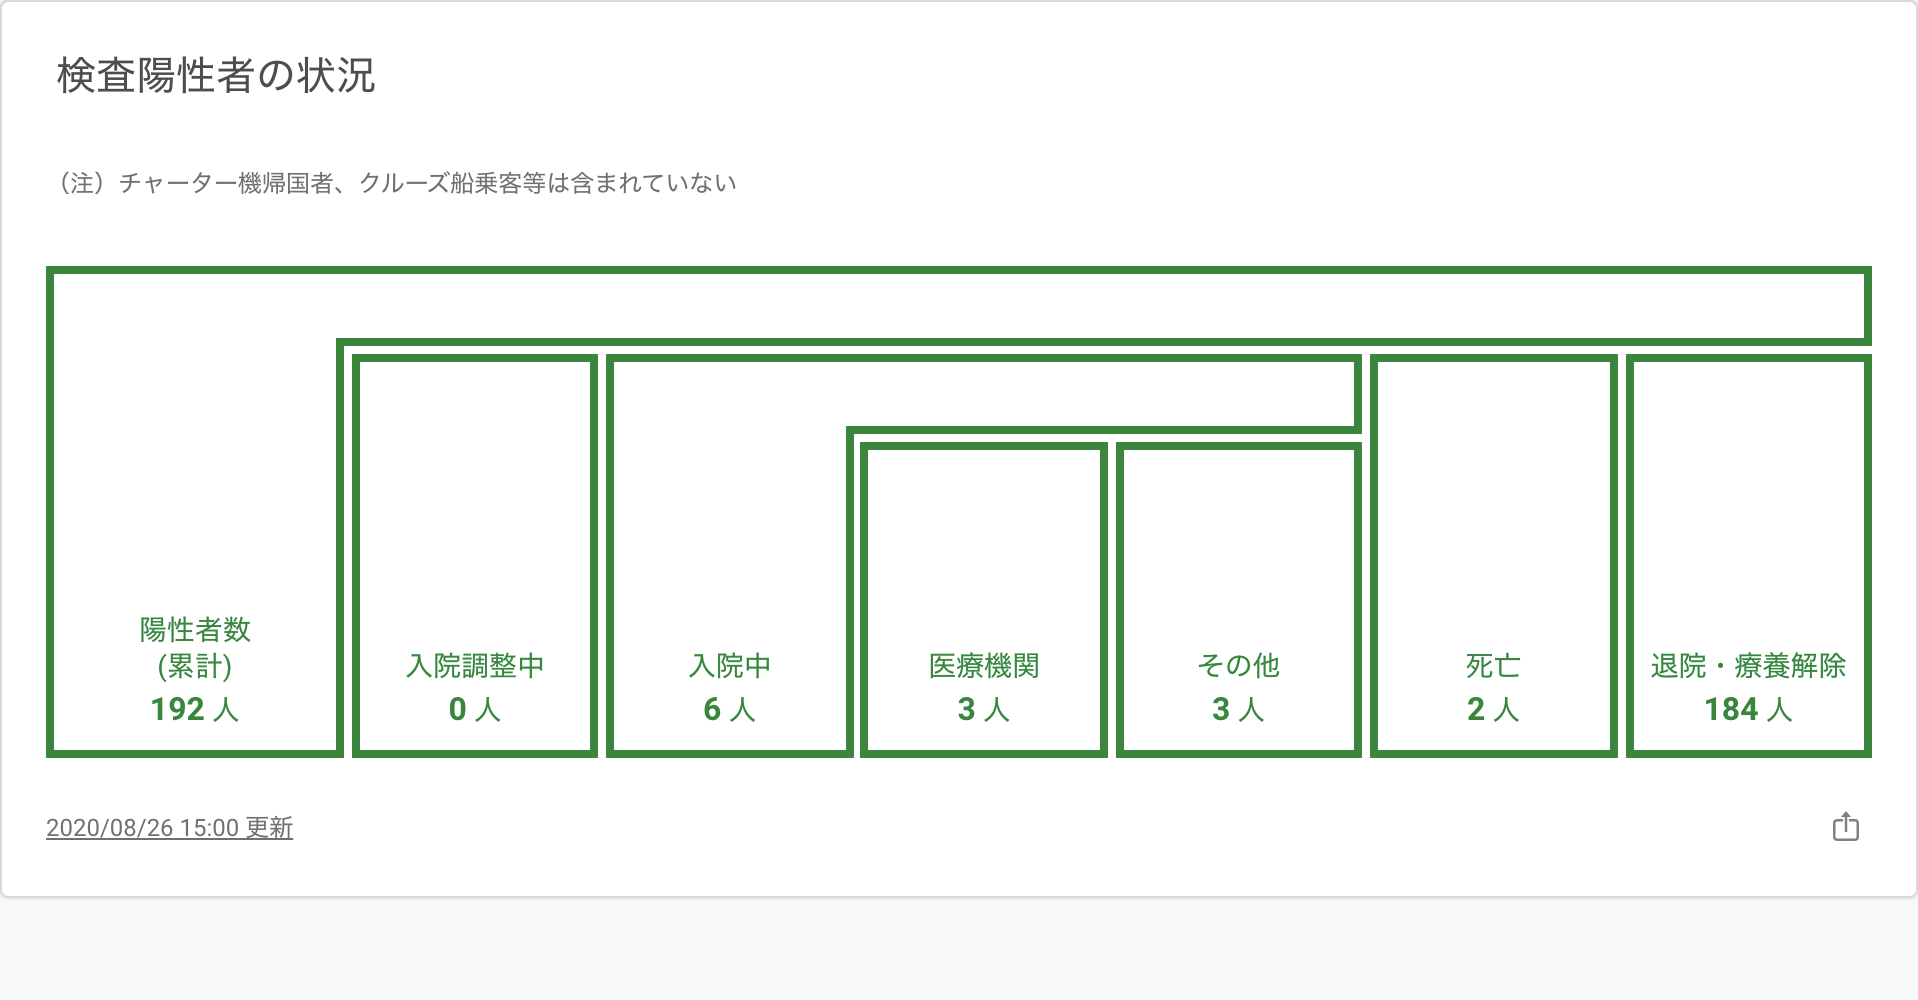 検査陽性者の状況
（注）チャーター機帰国者、クルーズ船乗客等は含まれていない
陽性者数
(累計)
192 人
入院調整中
0 人
入院中
6 人
医療機関
3 人
その他
3 人
死亡
2 人
退院・療養解除
184 人
2020/08/26 15:00 更新